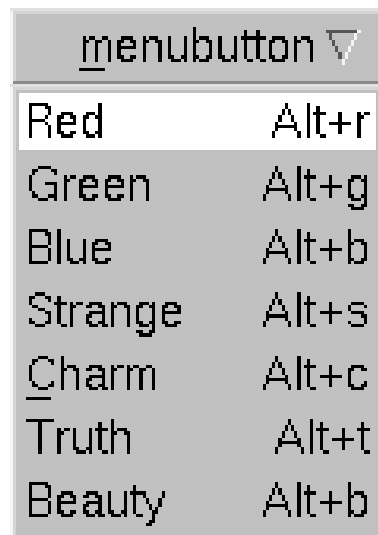 menubutton
Red Alt+r
Green Alt+g
Blue Alt+b
Strange Alt+s
Charm Alt+c
Truth Alt+t
Beauty Alt+b